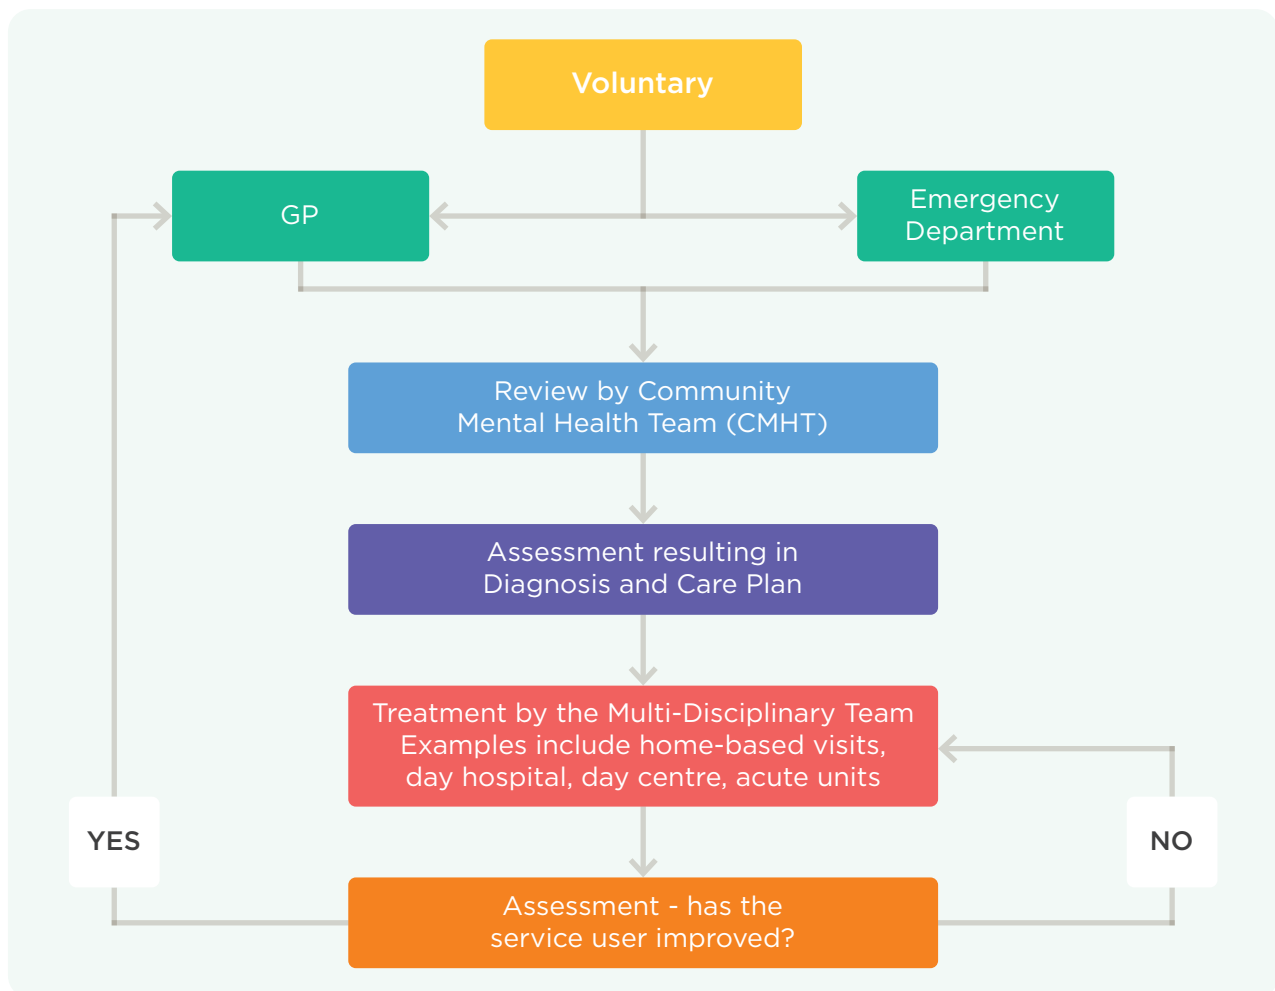 Voluntary
GP
Emergency
Department
Review by Community
Mental Health Team (CMHT)
Assessment resulting in
Diagnosis and Care Plan
Treatment by the Multi-Disciplinary Team
Examples include home-based visits,
day hospital, day centre, acute units
YES
NO
Assessment - has the
service user improved?